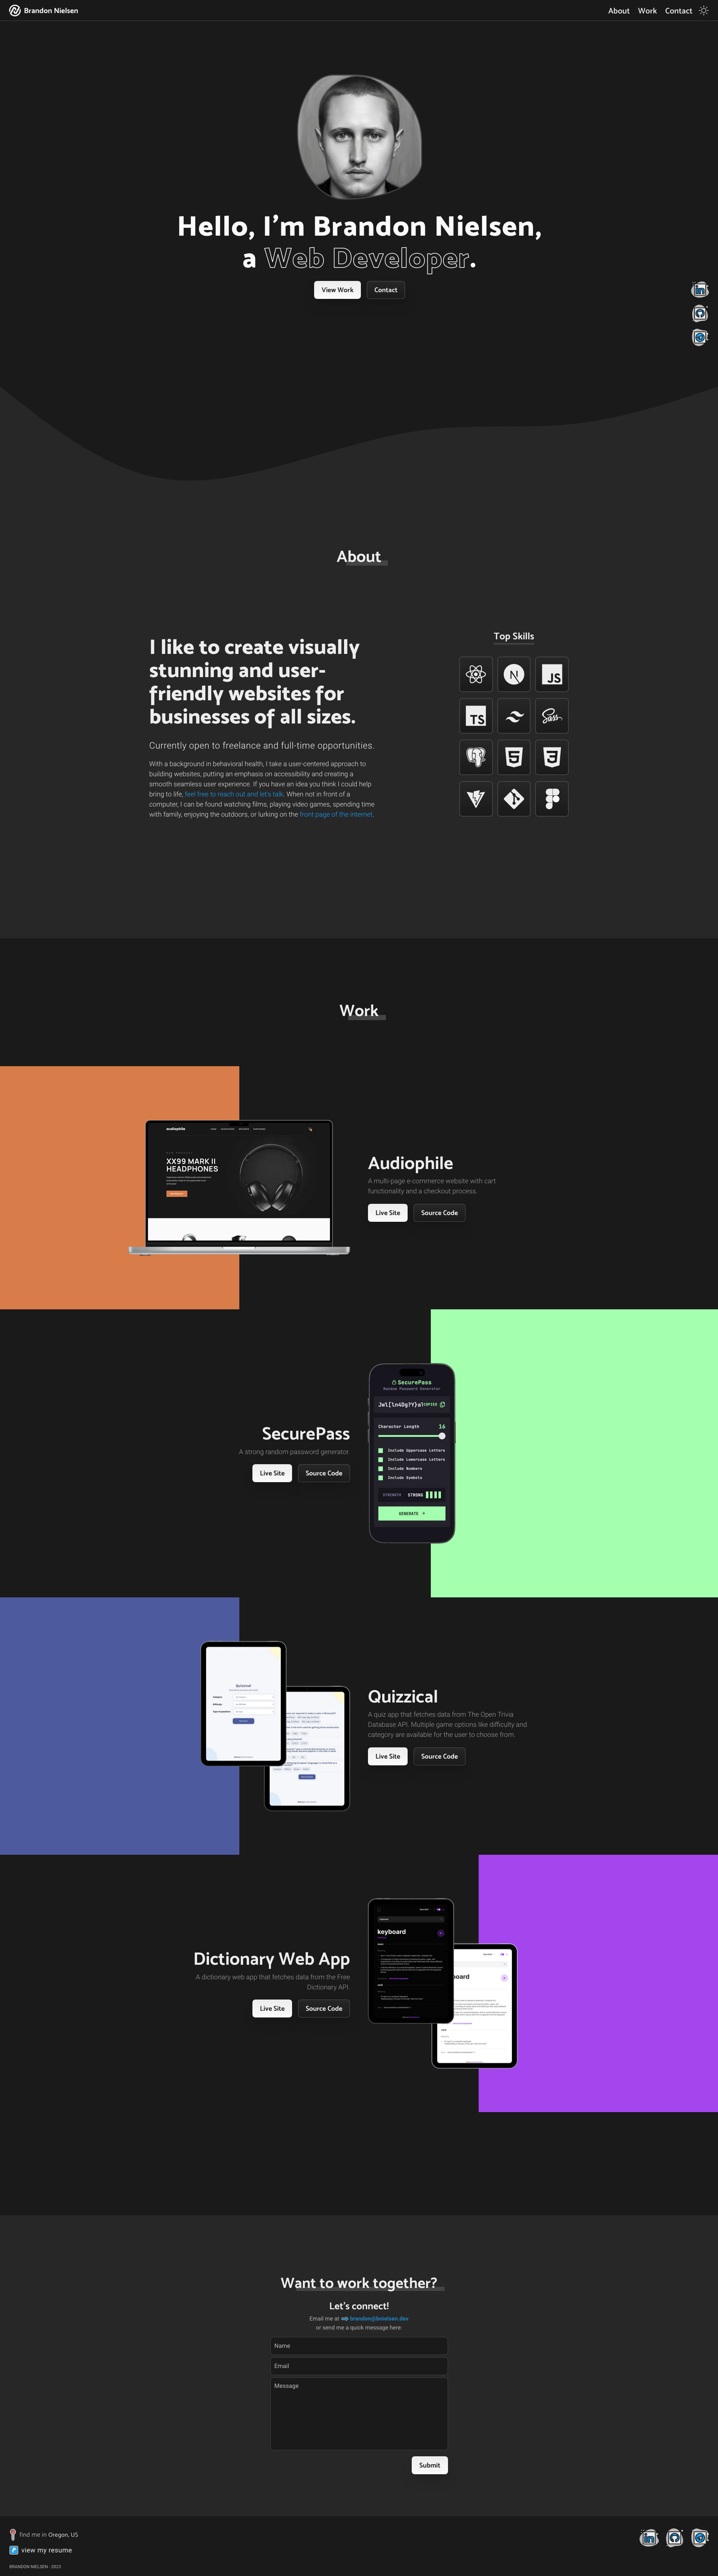 Brandon Nielsen
About Work Contact
Hello, I'm Brandon Nielsen,
a Web Developer.
View Work Contact
About
I like to create visually
stunning and user-
friendly websites for
businesses of all sizes.
Currently open to freelance and full-time opportunities.
With a background in behavioral health, I take a user-centered approach to
building websites, putting an emphasis on accessibility and creating a
smooth seamless user experience. If you have an idea you think I could help
bring to life, feel free to reach out and let's talk. When not in front of a
computer, I can be found watching films, playing video games, spending time
with family, enjoying the outdoors, or lurking on the front page of the internet.
Top Skills
N JS
TS Sass
5 3
Work
audiophile
XX99 MARK II
HEADPHONES
Audiophile
A multi-page e-commerce website with cart
functionality and a checkout process.
Live Site Source Code
SecurePass
A strong random password generator.
Live Site Source Code
SecurePass
Random Password Generator
COPIED
Character Length 16
Include Uppercase Letters
Include Lowercase Letters
Include Numbers
Include Symbols
STRENGTH STRONG
GENERATE →
Quizzical
Quizzical
A quiz app that fetches data from The Open Trivia
Database API. Multiple game options like difficulty and
category are available for the user to choose from.
Live Site Source Code
Dictionary Web App
A dictionary web app that fetches data from the Free
Dictionary API.
Live Site Source Code
keyboard
Want to work together?
Let's connect!
Email me at
or send me a quick message here:
Name
Email
Message
Submit
find me in Oregon, US
view my resume
BRANDON NIELSEN - 2023